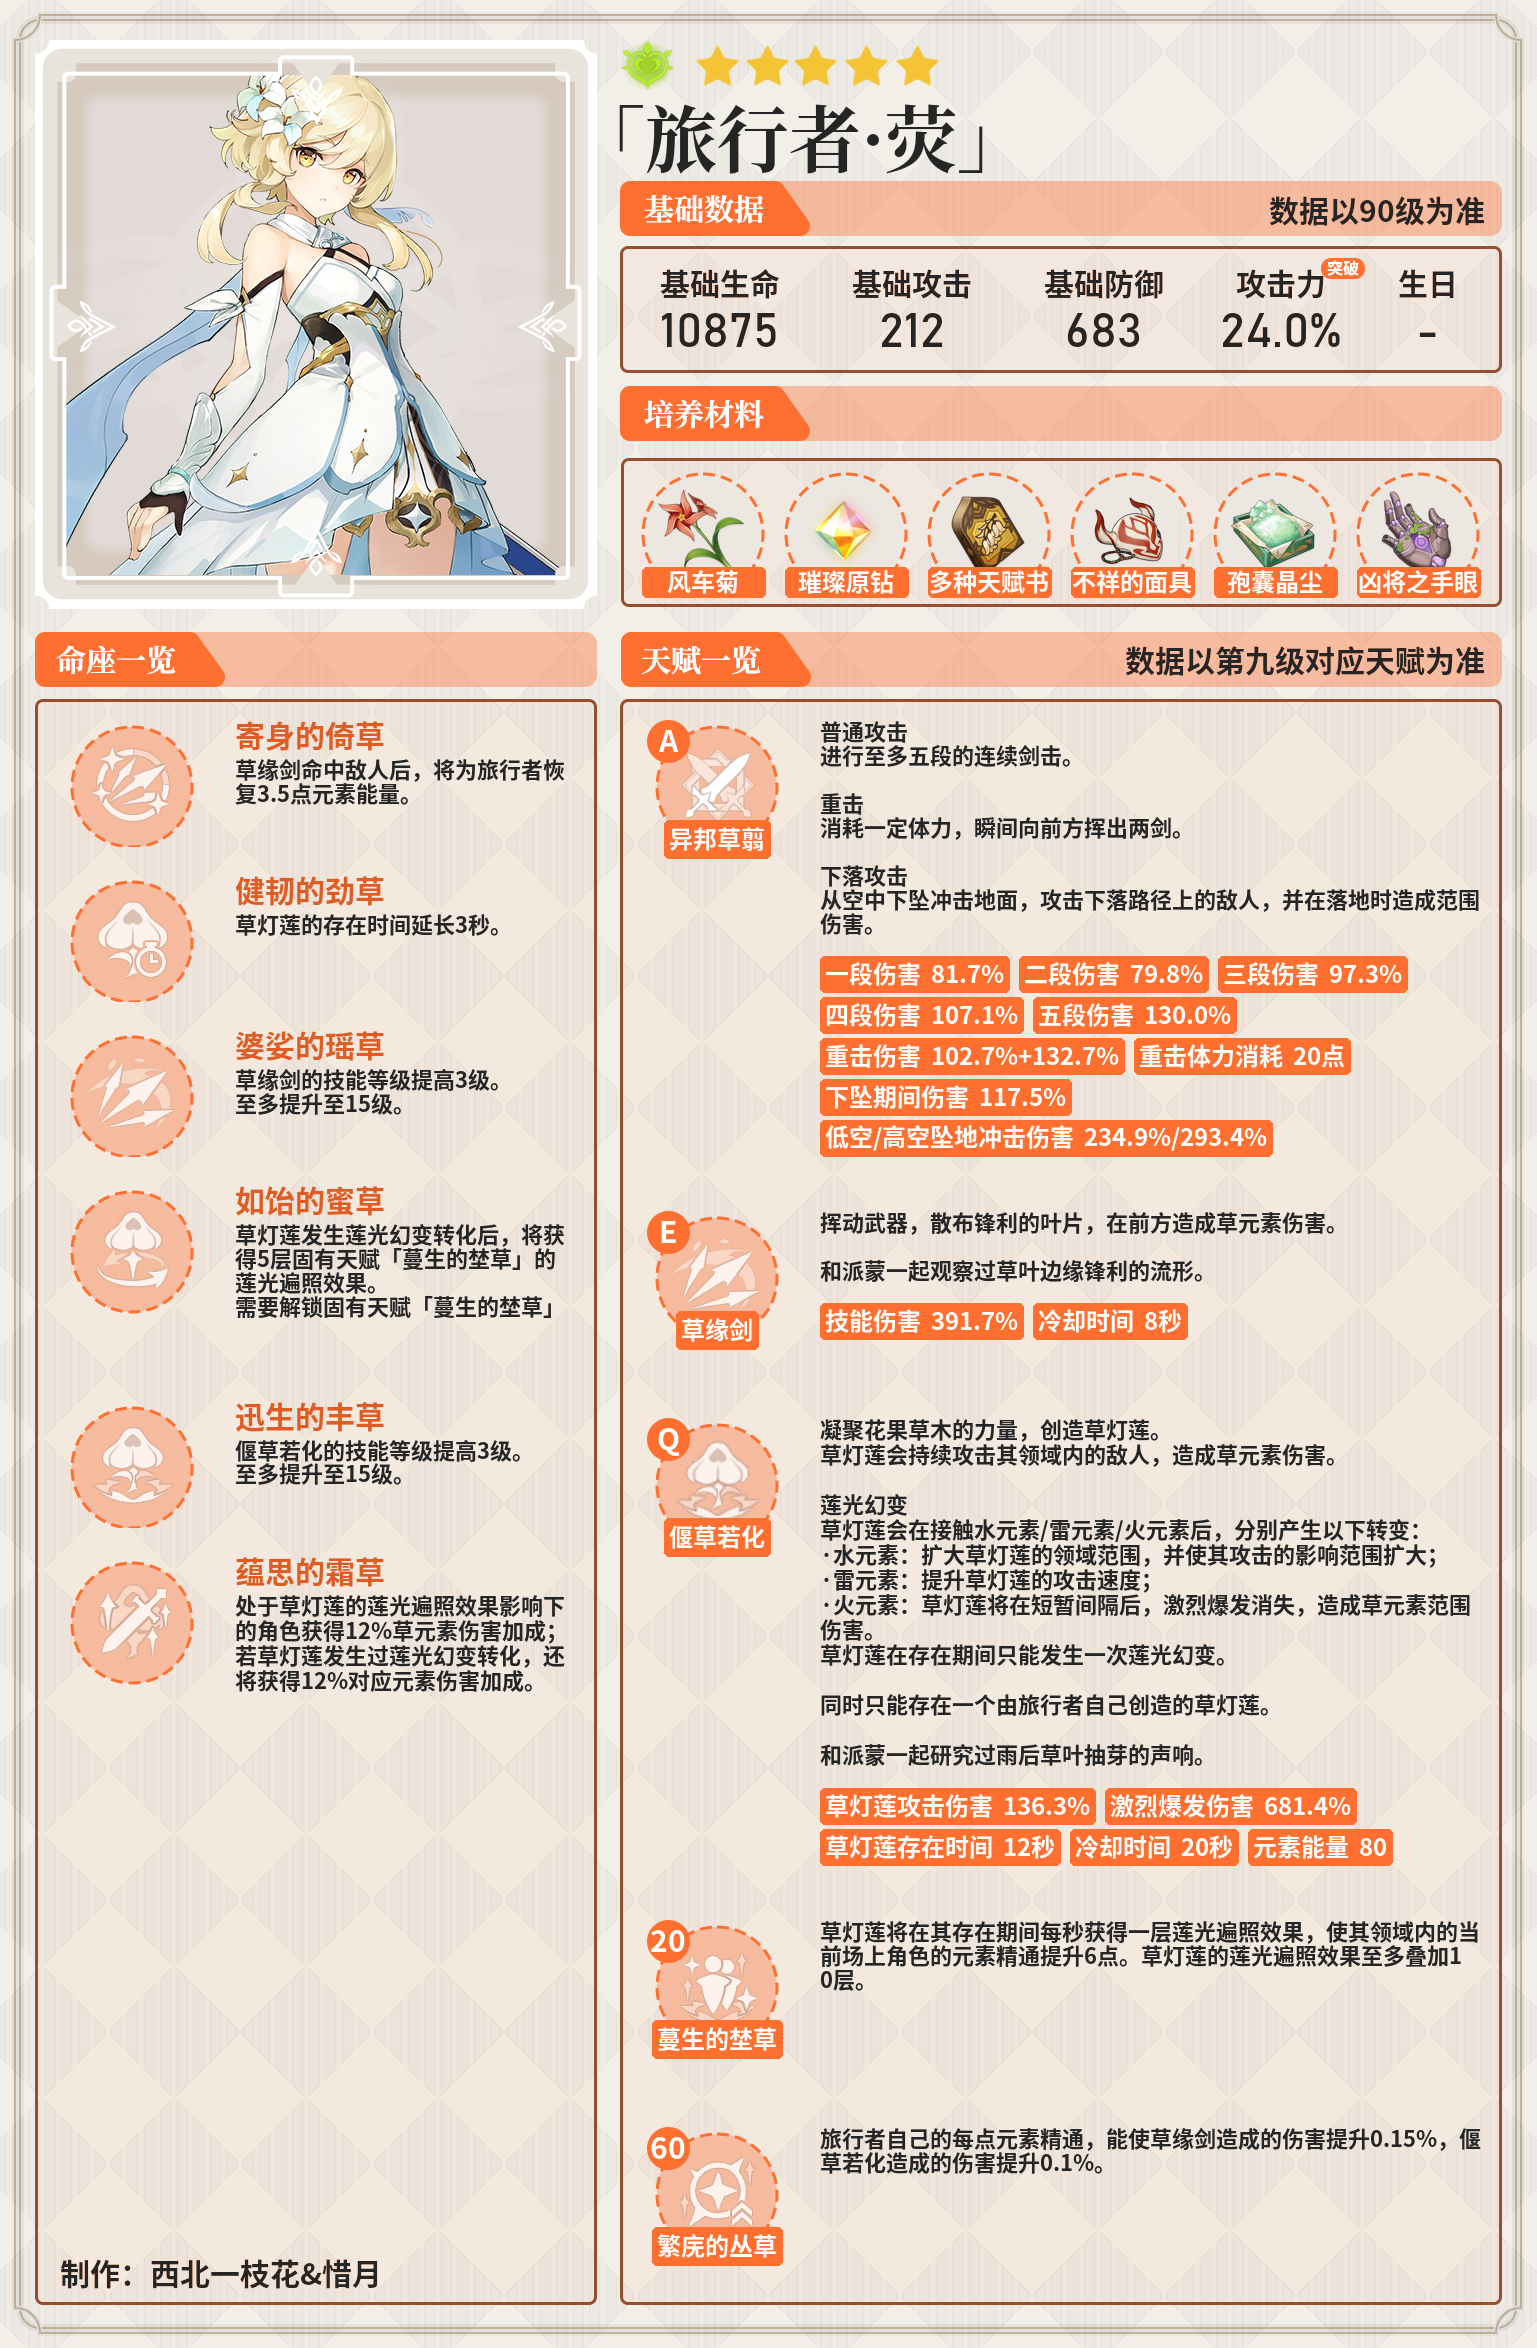 「旅行者·荧」
基础数据
数据以90级为准
基础生命 基础攻击 基础防御 攻击力 突破 生日
10875 212 683 24.0% -
培养材料
风车菊 璀璨原钻 多种天赋书 不祥的面具 孢囊晶尘 凶将之手眼
命座一览
寄身的倚草
草缘剑命中敌人后，将为旅行者恢
复3.5点元素能量。
健韧的劲草
草灯莲的存在时间延长3秒。
婆娑的瑶草
草缘剑的技能等级提高3级。
至多提升至15级。
如饴的蜜草
草灯莲发生莲光幻变转化后，将获
得5层固有天赋「蔓生的埜草」的
莲光遍照效果。
需要解锁固有天赋「蔓生的埜草」
迅生的丰草
偃草若化的技能等级提高3级。
至多提升至15级。
蕴思的霜草
处于草灯莲的莲光遍照效果影响下
的角色获得12%草元素伤害加成；
若草灯莲发生过莲光幻变转化，还
将获得12%对应元素伤害加成。
制作：西北一枝花&惜月
天赋一览
数据以第九级对应天赋为准
A
异邦草翦
普通攻击
进行至多五段的连续剑击。
重击
消耗一定体力，瞬间向前方挥出两剑。
下落攻击
从空中下坠冲击地面，攻击下落路径上的敌人，并在落地时造成范围
伤害。
一段伤害 81.7% 二段伤害 79.8% 三段伤害 97.3%
四段伤害 107.1% 五段伤害 130.0%
重击伤害 102.7%+132.7% 重击体力消耗 20点
下坠期间伤害 117.5%
低空/高空坠地冲击伤害 234.9%/293.4%
E
草缘剑
挥动武器，散布锋利的叶片，在前方造成草元素伤害。
和派蒙一起观察过草叶边缘锋利的流形。
技能伤害 391.7% 冷却时间 8秒
Q
偃草若化
凝聚花果草木的力量，创造草灯莲。
草灯莲会持续攻击其领域内的敌人，造成草元素伤害。
莲光幻变
草灯莲会在接触水元素/雷元素/火元素后，分别产生以下转变：
·水元素：扩大草灯莲的领域范围，并使其攻击的影响范围扩大；
·雷元素：提升草灯莲的攻击速度；
·火元素：草灯莲将在短暂间隔后，激烈爆发消失，造成草元素范围
伤害。
草灯莲在存在期间只能发生一次莲光幻变。
同时只能存在一个由旅行者自己创造的草灯莲。
和派蒙一起研究过雨后草叶抽芽的声响。
草灯莲攻击伤害 136.3% 激烈爆发伤害 681.4%
草灯莲存在时间 12秒 冷却时间 20秒 元素能量 80
20
蔓生的埜草
草灯莲将在其存在期间每秒获得一层莲光遍照效果，使其领域内的当
前场上角色的元素精通提升6点。草灯莲的莲光遍照效果至多叠加1
0层。
60
繁庑的丛草
旅行者自己的每点元素精通，能使草缘剑造成的伤害提升0.15%，偃
草若化造成的伤害提升0.1%。